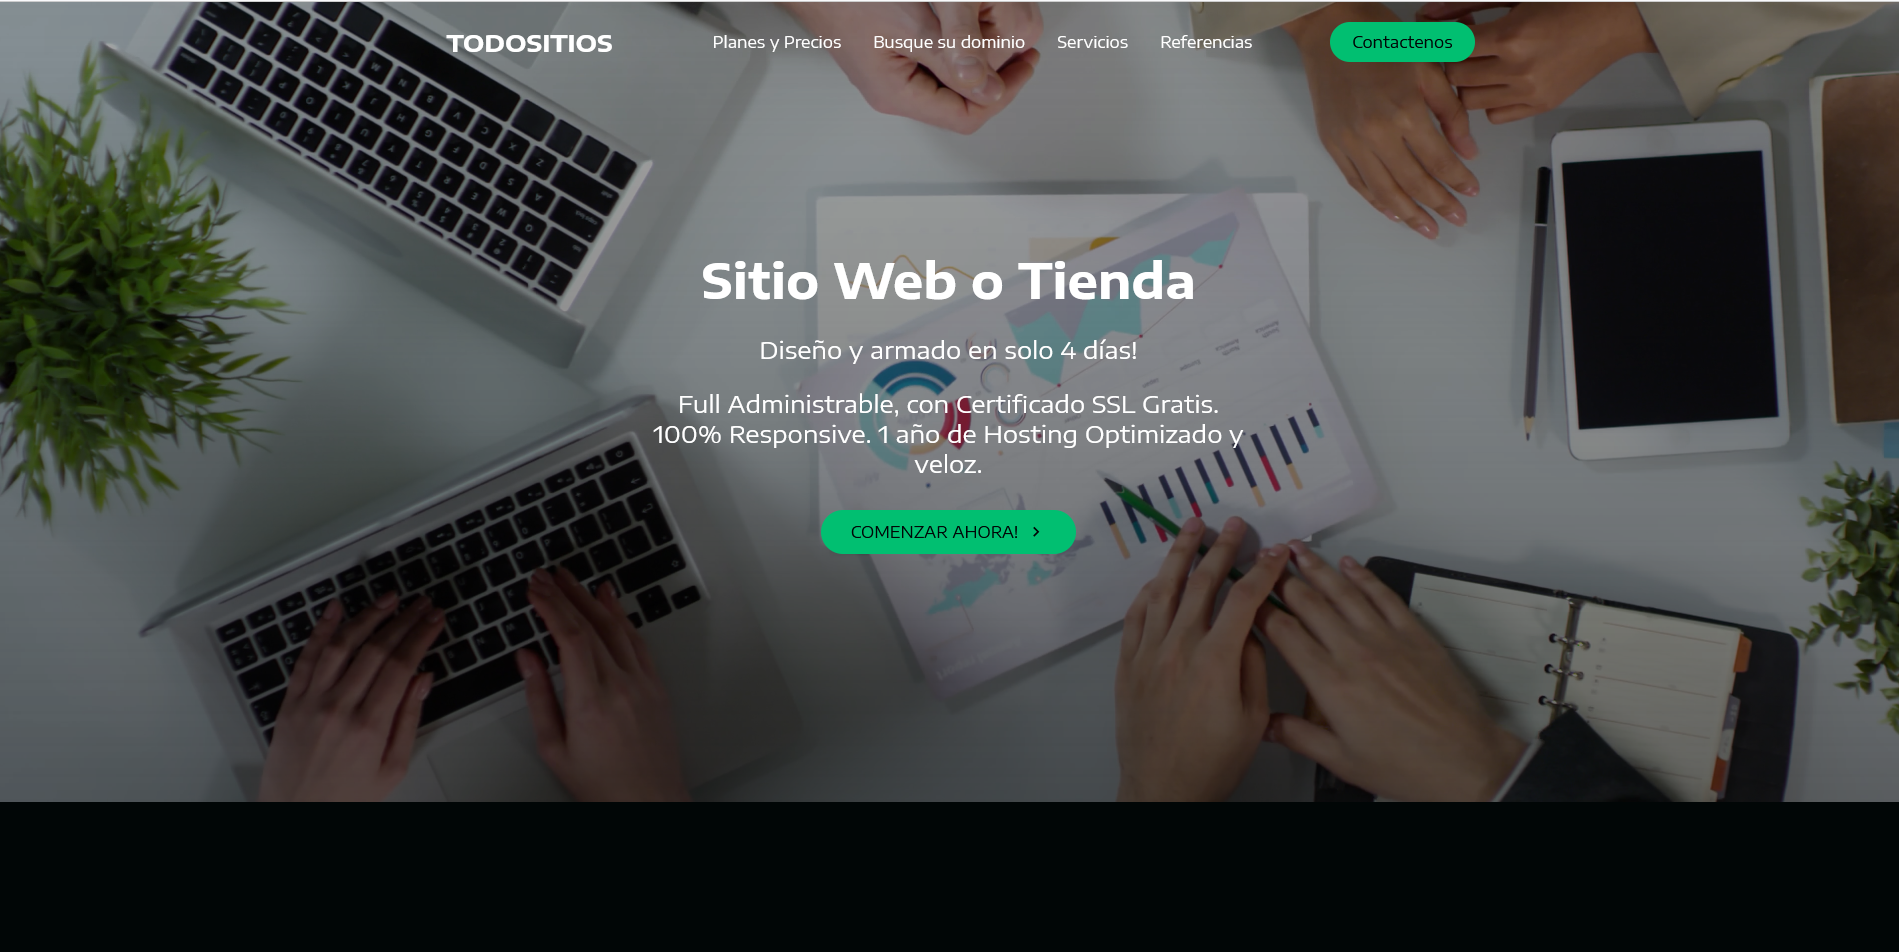 TODOSITIOS
Planes y Precios
Busque su dominio
Servicios
Referencias
Contactenos
Sitio Web o Tienda
Diseño y armado en solo 4 días!
Full Administrable, con Certificado SSL Gratis.
100% Responsive. 1 año de Hosting Optimizado y
veloz.
COMENZAR AHORA!